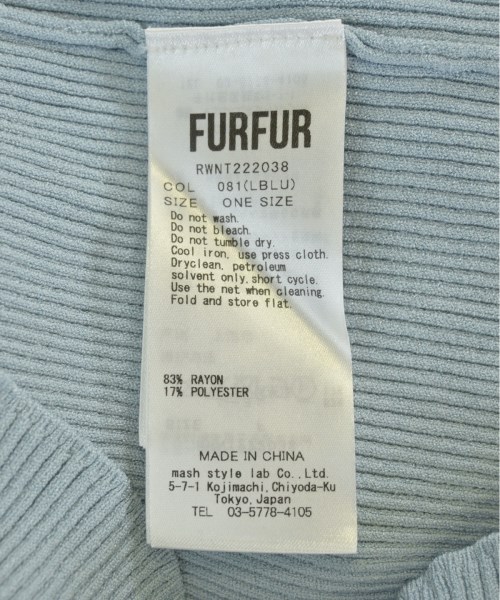 FURFUR
RWNT222038
COL 081(LBLU)
SIZE ONE SIZE
Do not wash.
Do not bleach.
Do not tumble dry.
Cool iron, use press cloth.
Dryclean, petroleum
solvent only, short cycle.
Use the net when cleaning.
Fold and store flat.
83% RAYON
17% POLYESTER
MADE IN CHINA
mash style lab Co., Ltd.
5-7-1 Kojimachi, Chiyoda-Ku
Tokyo, Japan
TEL 03-5778-4105